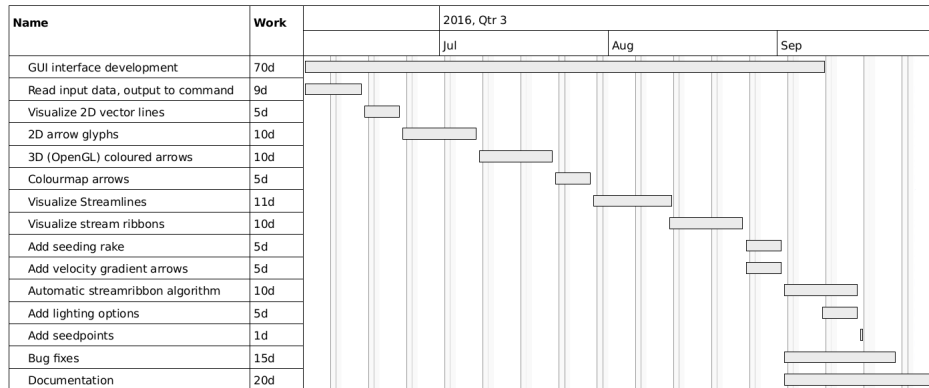 Name Work 2016, Qtr 3
Jul Aug Sep
GUI interface development 70d
Read input data, output to command 9d
Visualize 2D vector lines 5d
2D arrow glyphs 10d
3D (OpenGL) coloured arrows 10d
Colourmap arrows 5d
Visualize Streamlines 11d
Visualize stream ribbons 10d
Add seeding rake 5d
Add velocity gradient arrows 5d
Automatic streamribbon algorithm 10d
Add lighting options 5d
Add seedpoints 1d
Bug fixes 15d
Documentation 20d